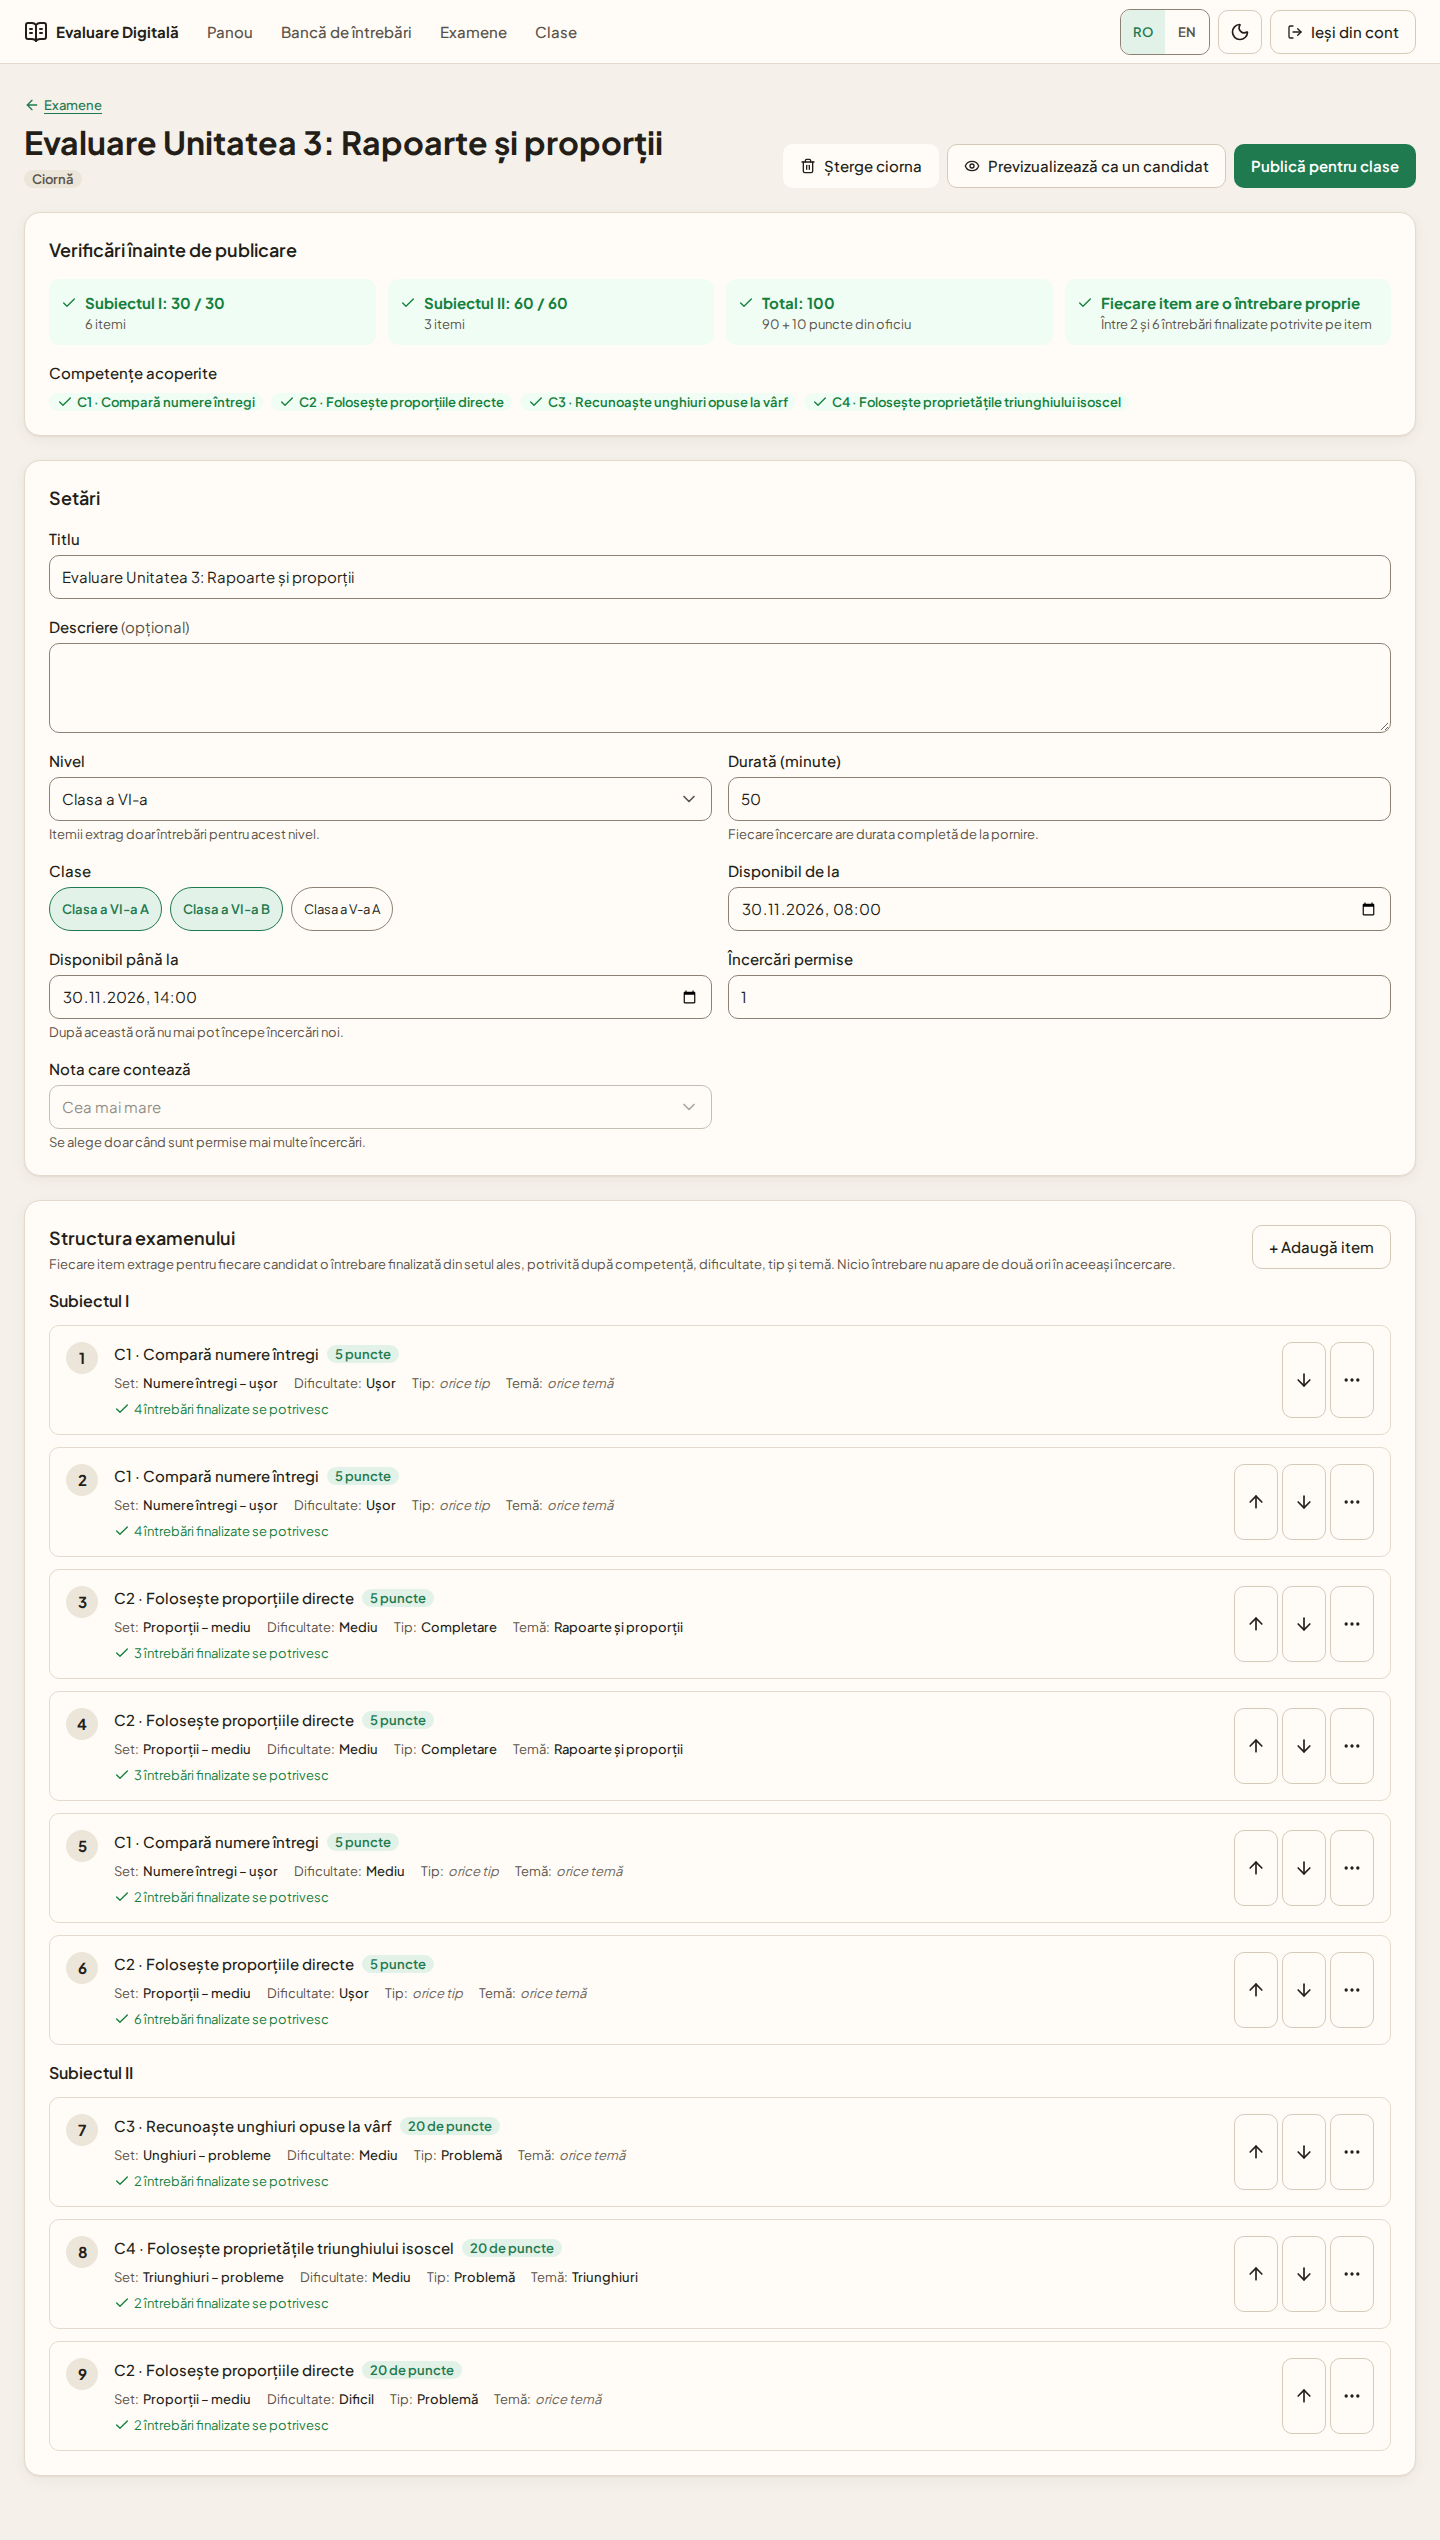 Evaluare Digitală Panou Bancă de întrebări Examene Clase RO EN Ieși din cont
Examene
Evaluare Unitatea 3: Rapoarte și proporții
Ciornă
Șterge ciorna Previzualizează ca un candidat Publică pentru clase
Verificări înainte de publicare
Subiectul I: 30 / 30 Subiectul II: 60 / 60 Total: 100 Fiecare item are o întrebare proprie
6 itemi 3 itemi 90 + 10 puncte din oficiu Între 2 și 6 întrebări finalizate potrivite pe item
Competențe acoperite
C1 · Compară numere întregi C2 · Folosește proporțiile directe C3 · Recunoaște unghiuri opuse la vârf C4 · Folosește proprietățile triunghiului isoscel
Setări
Titlu
Evaluare Unitatea 3: Rapoarte și proporții
Descriere (opțional)
Nivel Durată (minute)
Clasa a VI-a 50
Itemii extrag doar întrebări pentru acest nivel. Fiecare încercare are durata completă de la pornire.
Clase Disponibil de la
Clasa a VI-a A Clasa a VI-a B Clasa a V-a A 30.11.2026, 08:00
Disponibil până la Încercări permise
30.11.2026, 14:00 1
După această oră nu mai pot începe încercări noi.
Nota care contează
Cea mai mare
Se alege doar când sunt permise mai multe încercări.
Structura examenului
+ Adaugă item
Fiecare item extrage pentru fiecare candidat o întrebare finalizată din setul ales, potrivită după competență, dificultate, tip și temă. Nicio întrebare nu apare de două ori în aceeași încercare.
Subiectul I
1 C1 · Compară numere întregi 5 puncte
Set: Numere întregi – ușor Dificultate: Ușor Tip: orice tip Temă: orice temă
4 întrebări finalizate se potrivesc
2 C1 · Compară numere întregi 5 puncte
Set: Numere întregi – ușor Dificultate: Ușor Tip: orice tip Temă: orice temă
4 întrebări finalizate se potrivesc
3 C2 · Folosește proporțiile directe 5 puncte
Set: Proporții – mediu Dificultate: Mediu Tip: Completare Temă: Rapoarte și proporții
3 întrebări finalizate se potrivesc
4 C2 · Folosește proporțiile directe 5 puncte
Set: Proporții – mediu Dificultate: Mediu Tip: Completare Temă: Rapoarte și proporții
3 întrebări finalizate se potrivesc
5 C1 · Compară numere întregi 5 puncte
Set: Numere întregi – ușor Dificultate: Mediu Tip: orice tip Temă: orice temă
2 întrebări finalizate se potrivesc
6 C2 · Folosește proporțiile directe 5 puncte
Set: Proporții – mediu Dificultate: Ușor Tip: orice tip Temă: orice temă
6 întrebări finalizate se potrivesc
Subiectul II
7 C3 · Recunoaște unghiuri opuse la vârf 20 de puncte
Set: Unghiuri – probleme Dificultate: Mediu Tip: Problemă Temă: orice temă
2 întrebări finalizate se potrivesc
8 C4 · Folosește proprietățile triunghiului isoscel 20 de puncte
Set: Triunghiuri – probleme Dificultate: Mediu Tip: Problemă Temă: Triunghiuri
2 întrebări finalizate se potrivesc
9 C2 · Folosește proporțiile directe 20 de puncte
Set: Proporții – mediu Dificultate: Dificil Tip: Problemă Temă: orice temă
2 întrebări finalizate se potrivesc